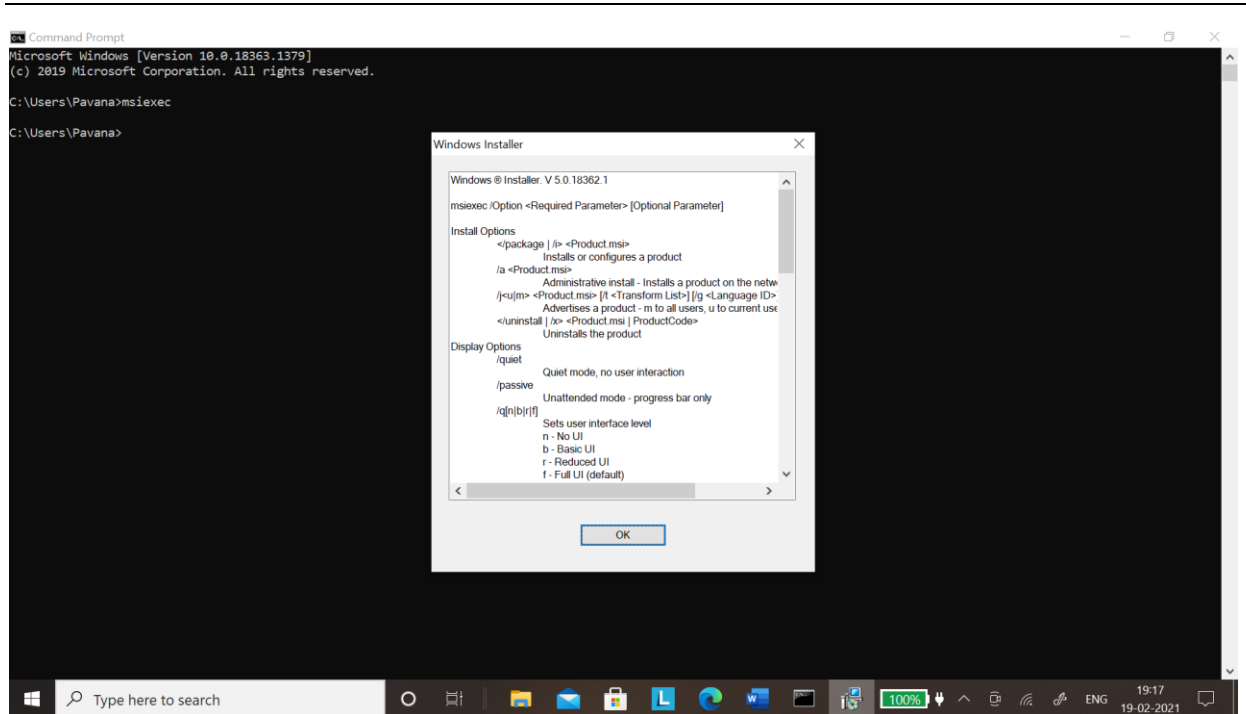 Command Prompt
Microsoft Windows [Version 10.0.18363.1379]
(c) 2019 Microsoft Corporation. All rights reserved.
C:\Users\Pavana>msiexec
C:\Users\Pavana>
Windows Installer
Windows ® Installer. V 5.0.18362.1
msiexec /Option <Required Parameter> [Optional Parameter]
Install Options
</package | /i> <Product.msi>
Installs or configures a product
/a <Product.msi>
Administrative install - Installs a product on the netw
/j<u|m> <Product.msi> [/t <Transform List>] [/g <Language ID>
Advertises a product - m to all users, u to current use
</uninstall | /x> <Product.msi | ProductCode>
Uninstalls the product
Display Options
/quiet
Quiet mode, no user interaction
/passive
Unattended mode - progress bar only
/q[n|b|r|f]
Sets user interface level
n - No UI
b - Basic UI
r - Reduced UI
f - Full UI (default)
OK
Type here to search
L
W
100%
ENG
19:17
19-02-2021